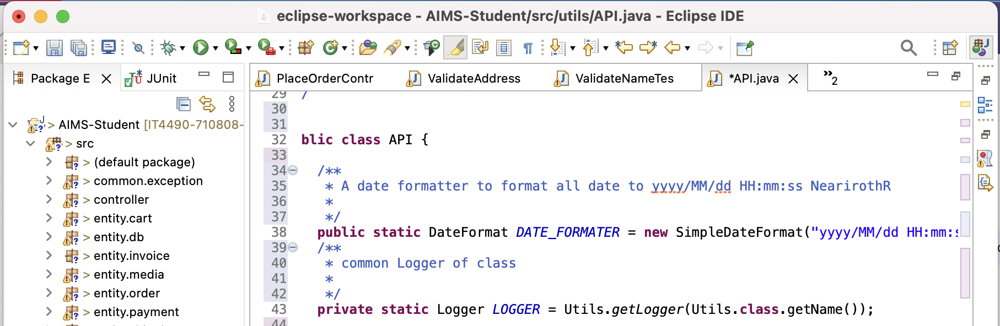 eclipse-workspace - AIMS-Student/src/utils/API.java - Eclipse IDE
Package E
JUnit
PlaceOrderContr
ValidateAddress
ValidateNameTes
*API.java
»2
> AIMS-Student [IT4490-710808-
> src
> (default package)
> common.exception
> controller
> entity.cart
> entity.db
> entity.invoice
> entity.media
> entity.order
> entity.payment
29 /
30
31
32 blic class API {
33
34 /**
35 * A date formatter to format all date to yyyy/MM/dd HH:mm:ss NearirothR
36 *
37 */
38 public static DateFormat DATE_FORMATER = new SimpleDateFormat("yyyy/MM/dd HH:mm:s
39 /**
40 * common Logger of class
41 *
42 */
43 private static Logger LOGGER = Utils.getLogger(Utils.class.getName());
44